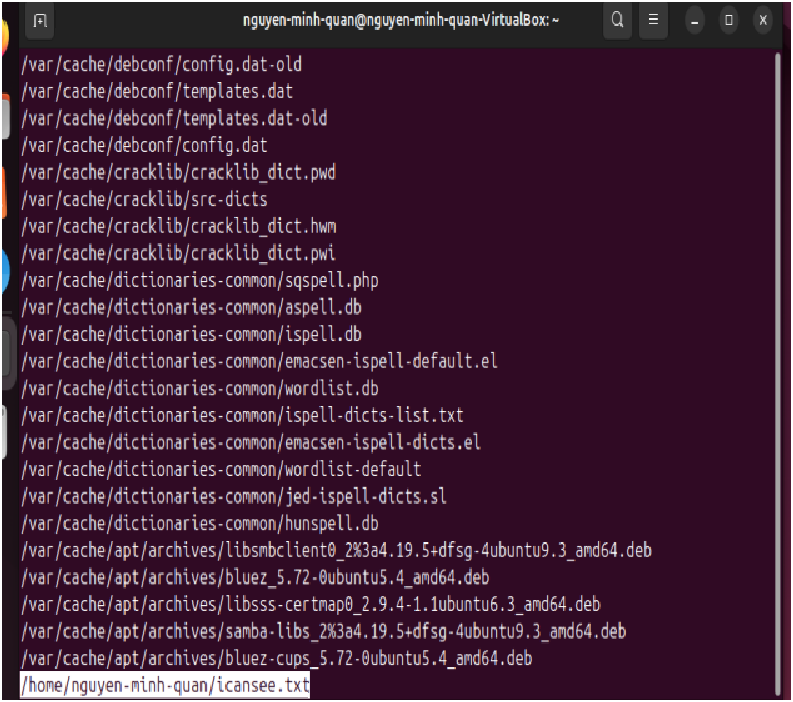 nguyen-minh-quan@nguyen-minh-quan-VirtualBox: ~
/var/cache/debconf/config.dat-old
/var/cache/debconf/templates.dat
/var/cache/debconf/templates.dat-old
/var/cache/debconf/config.dat
/var/cache/cracklib/cracklib_dict.pwd
/var/cache/cracklib/src-dicts
/var/cache/cracklib/cracklib_dict.hwm
/var/cache/cracklib/cracklib_dict.pwi
/var/cache/dictionaries-common/sqspell.php
/var/cache/dictionaries-common/aspell.db
/var/cache/dictionaries-common/ispell.db
/var/cache/dictionaries-common/emacsen-ispell-default.el
/var/cache/dictionaries-common/wordlist.db
/var/cache/dictionaries-common/ispell-dicts-list.txt
/var/cache/dictionaries-common/emacsen-ispell-dicts.el
/var/cache/dictionaries-common/wordlist-default
/var/cache/dictionaries-common/jed-ispell-dicts.sl
/var/cache/dictionaries-common/hunspell.db
/var/cache/apt/archives/libsmbclient0_2%3a4.19.5+dfsg-4ubuntu9.3_amd64.deb
/var/cache/apt/archives/bluez_5.72-0ubuntu5.4_amd64.deb
/var/cache/apt/archives/libsss-certmap0_2.9.4-1.1ubuntu6.3_amd64.deb
/var/cache/apt/archives/samba-libs_2%3a4.19.5+dfsg-4ubuntu9.3_amd64.deb
/var/cache/apt/archives/bluez-cups_5.72-0ubuntu5.4_amd64.deb
/home/nguyen-minh-quan/icansee.txt